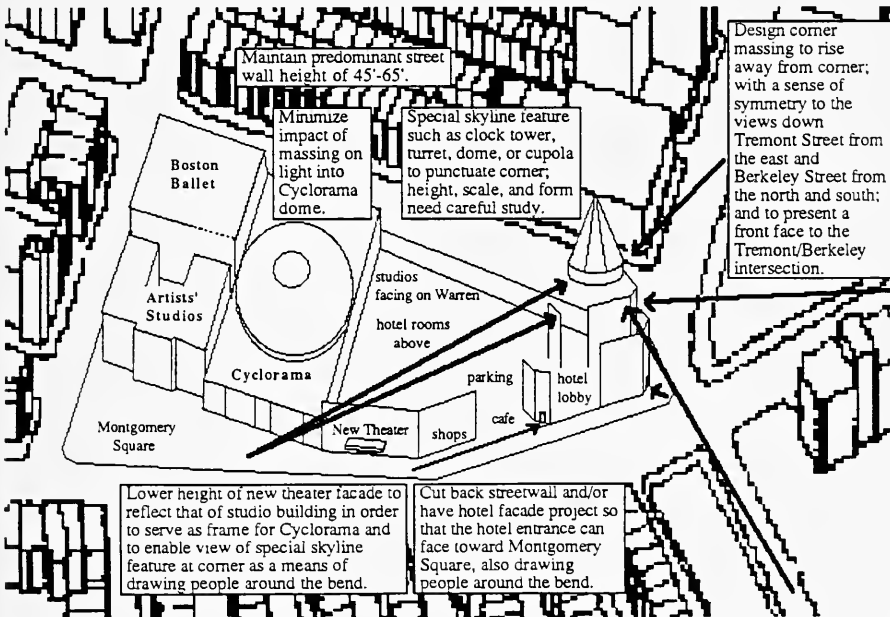 Maintain predominant street
wall height of 45'-65'.
Minimize
impact of
massing on
light into
Cyclorama
dome.
Special skyline feature
such as clock tower,
turret, dome, or cupola
to punctuate corner;
height, scale, and form
need careful study.
Design corner
massing to rise
away from corner;
with a sense of
symmetry to the
views down
Tremont Street from
the east and
Berkeley Street from
the north and south;
and to present a
front face to the
Tremont/Berkeley
intersection.
Boston
Ballet
Artists'
Studios
studios
facing on Warren
hotel rooms
above
Cyclorama
parking
hotel
lobby
cafe
New Theater
shops
Montgomery
Square
Lower height of new theater facade to
reflect that of studio building in order
to serve as frame for Cyclorama and
to enable view of special skyline
feature at corner as a means of
drawing people around the bend.
Cut back streetwall and/or
have hotel facade project so
that the hotel entrance can
face toward Montgomery
Square, also drawing
people around the bend.